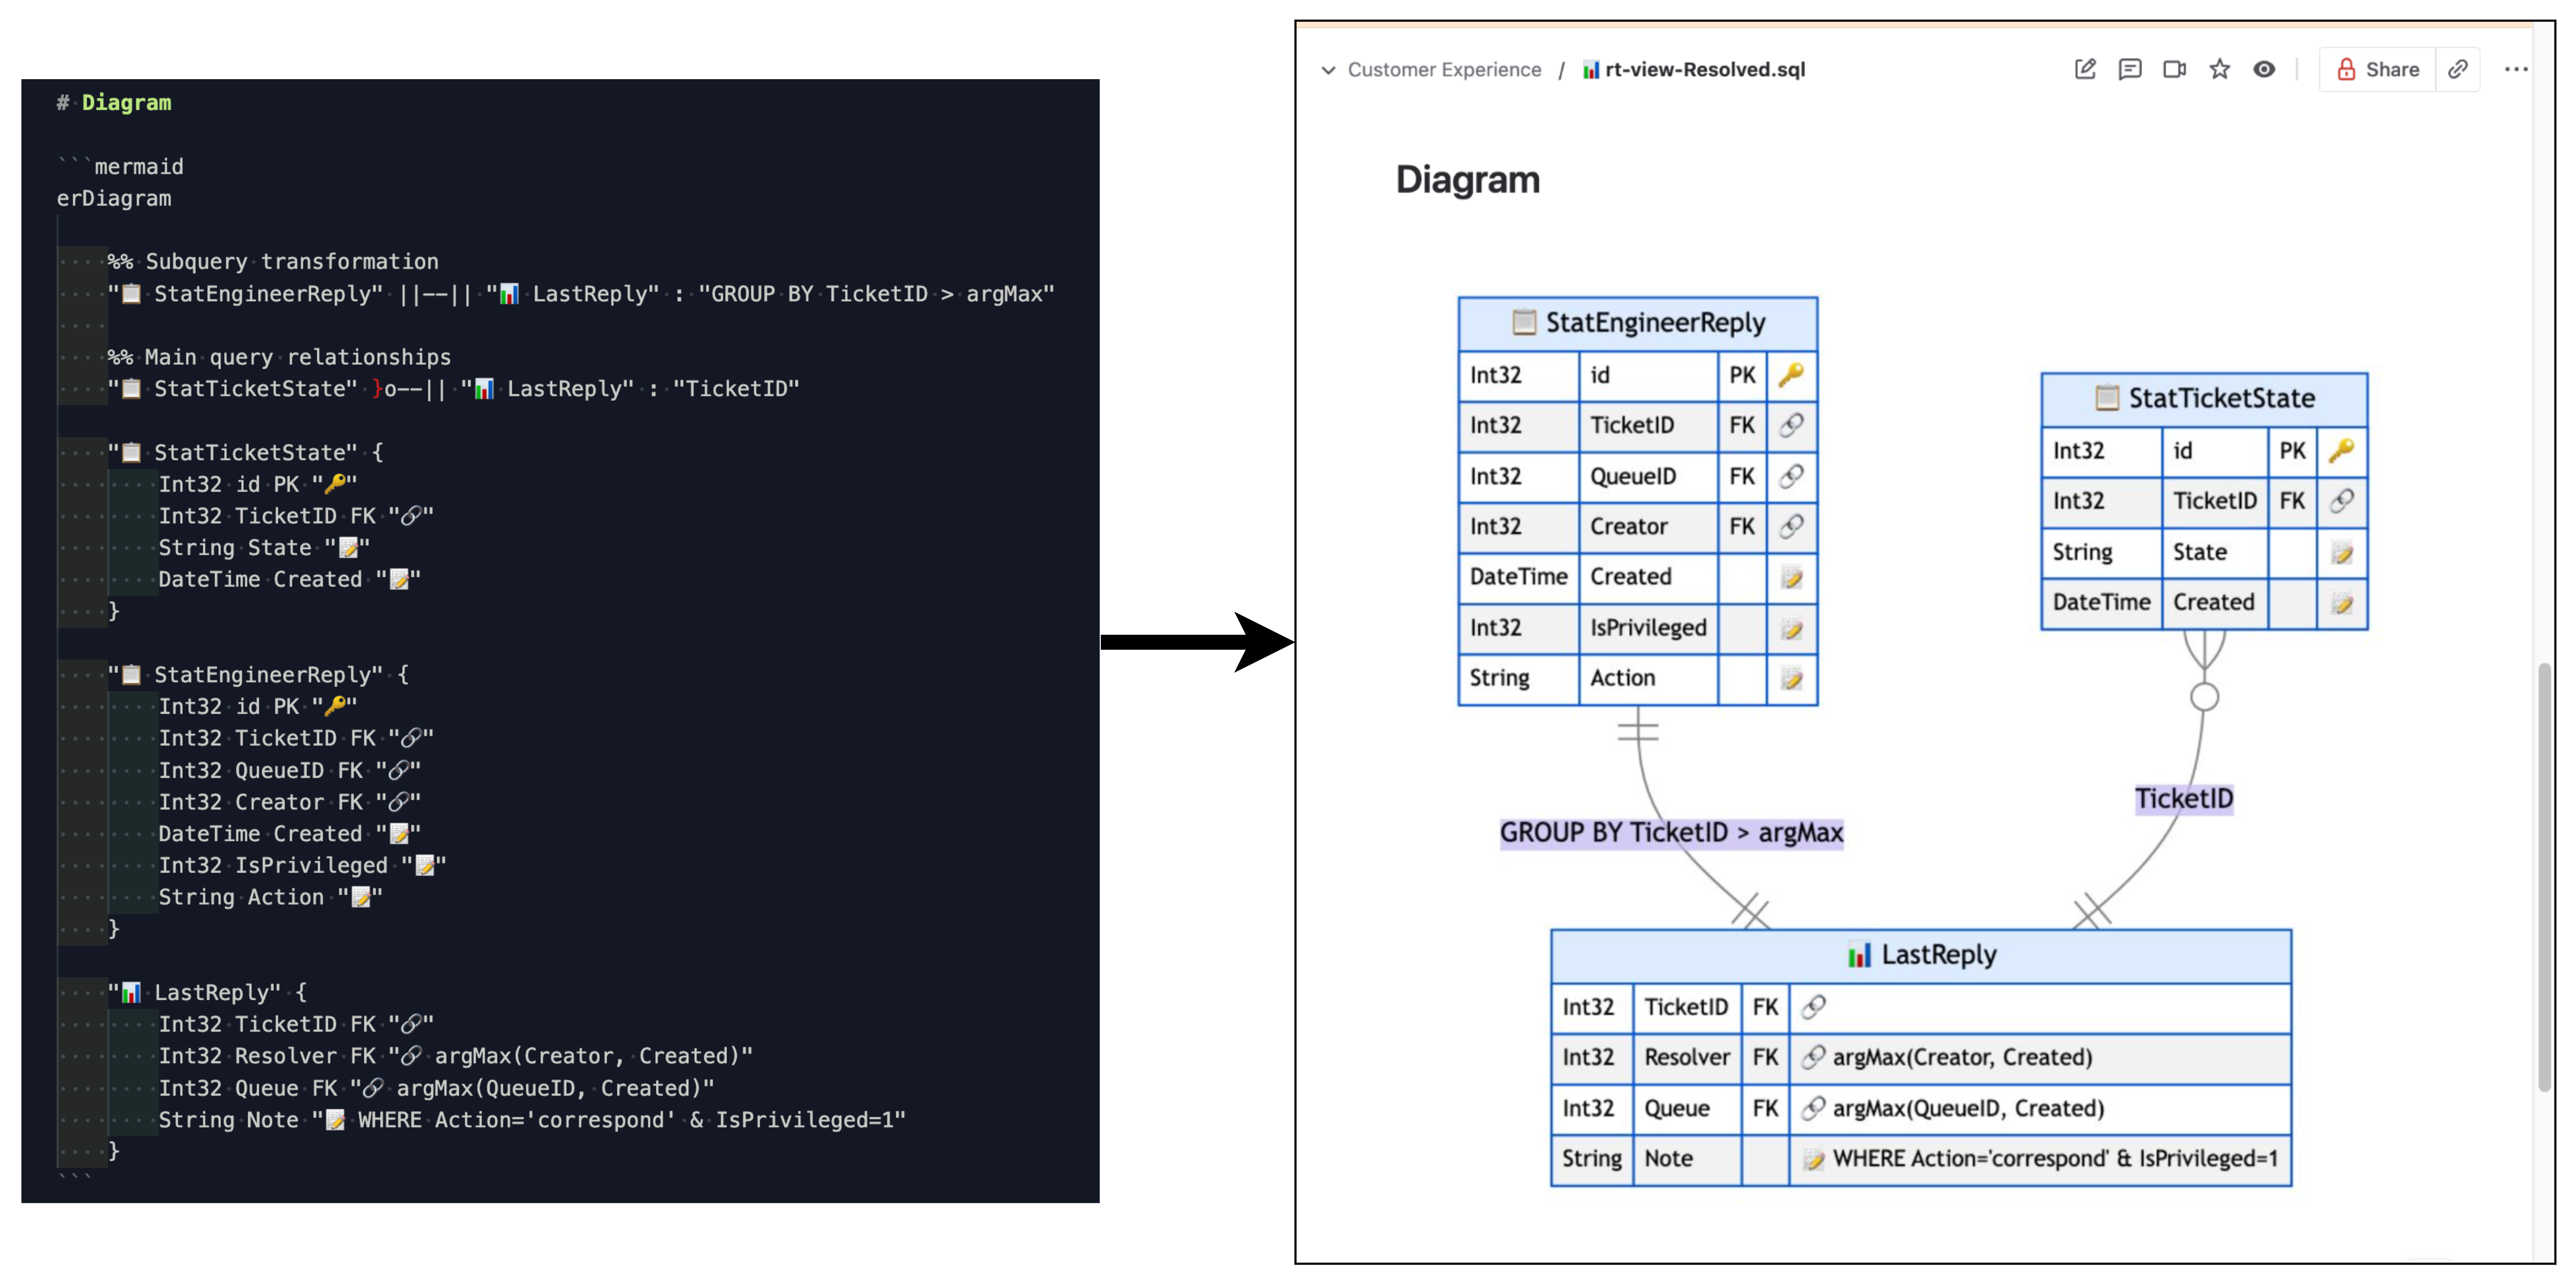 # Diagram
```mermaid
erDiagram
%% Subquery transformation
"📋 StatEngineerReply" ||--|| "📊 LastReply" : "GROUP BY TicketID > argMax"
%% Main query relationships
"📋 StatTicketState" }o--|| "📊 LastReply" : "TicketID"
"📋 StatTicketState" {
Int32 id PK "🔑"
Int32 TicketID FK "🔗"
String State "📝"
DateTime Created "📝"
}
"📋 StatEngineerReply" {
Int32 id PK "🔑"
Int32 TicketID FK "🔗"
Int32 QueueID FK "🔗"
Int32 Creator FK "🔗"
DateTime Created "📝"
Int32 IsPrivileged "📝"
String Action "📝"
}
"📊 LastReply" {
Int32 TicketID FK "🔗"
Int32 Resolver FK "🔗 argMax(Creator, Created)"
Int32 Queue FK "🔗 argMax(QueueID, Created)"
String Note "📝 WHERE Action='correspond' & IsPrivileged=1"
}
```
Customer Experience / 📊 rt-view-Resolved.sql
Share
Diagram
📋 StatEngineerReply
Int32 id PK 🔑
Int32 TicketID FK 🔗
Int32 QueueID FK 🔗
Int32 Creator FK 🔗
DateTime Created 📝
Int32 IsPrivileged 📝
String Action 📝
📋 StatTicketState
Int32 id PK 🔑
Int32 TicketID FK 🔗
String State 📝
DateTime Created 📝
GROUP BY TicketID > argMax
TicketID
📊 LastReply
Int32 TicketID FK 🔗
Int32 Resolver FK 🔗 argMax(Creator, Created)
Int32 Queue FK 🔗 argMax(QueueID, Created)
String Note 📝 WHERE Action='correspond' & IsPrivileged=1